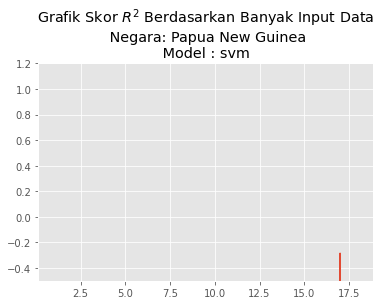 Grafik Skor R² Berdasarkan Banyak Input Data
Negara: Papua New Guinea
Model : svm
1.2
1.0
0.8
0.6
0.4
0.2
0.0
−0.2
−0.4
2.5 5.0 7.5 10.0 12.5 15.0 17.5